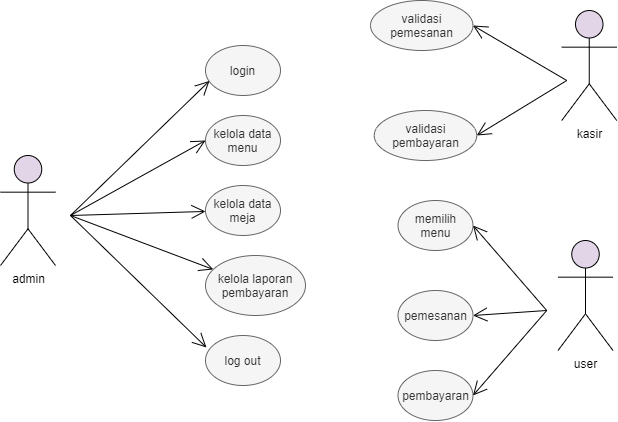 login
kelola data
menu
kelola data
meja
kelola laporan
pembayaran
log out
admin
validasi
pemesanan
validasi
pembayaran
kasir
memilih
menu
pemesanan
pembayaran
user